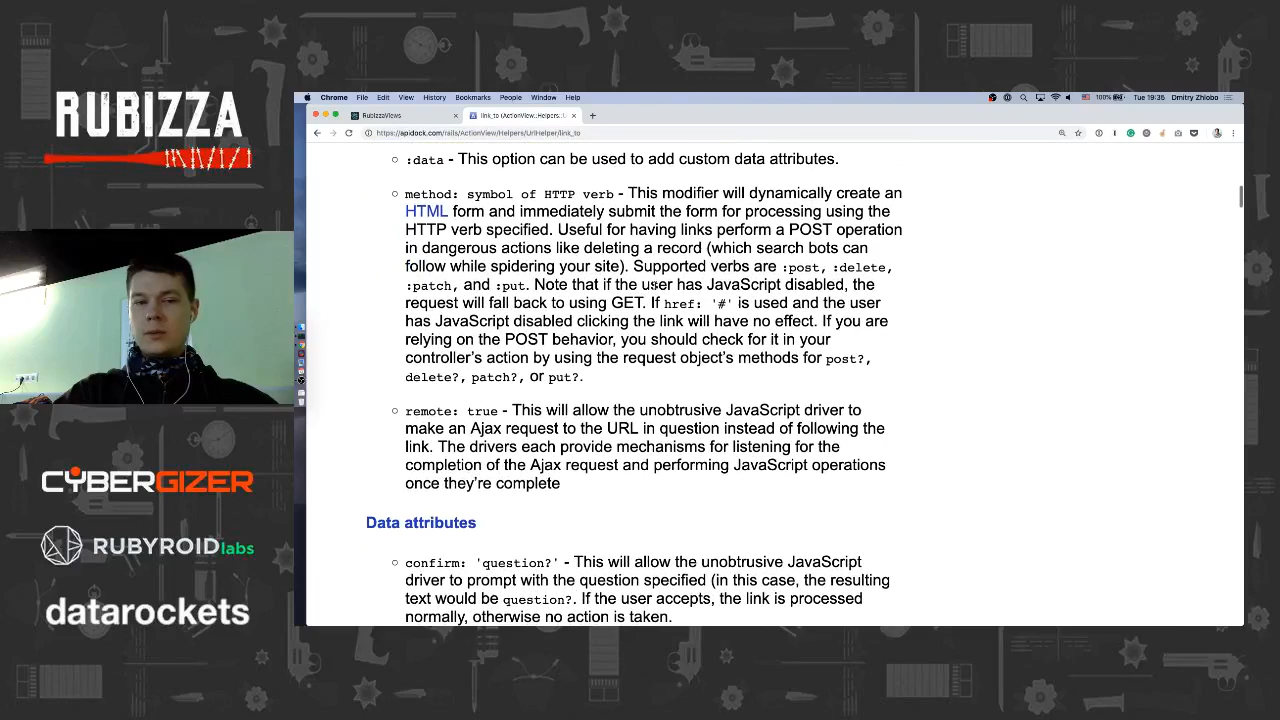 RUBIZZA
CYBERGIZER
RUBYROID labs
datarockets
Chrome File Edit View History Bookmarks People Window Help
100% Tue 19:35 Dmitry Zhlobo
RubizzaViews
link_to (ActionView::Helpers::U
https://apidock.com/rails/ActionView/Helpers/UrlHelper/link_to
:data - This option can be used to add custom data attributes.
method: symbol of HTTP verb - This modifier will dynamically create an
HTML form and immediately submit the form for processing using the
HTTP verb specified. Useful for having links perform a POST operation
in dangerous actions like deleting a record (which search bots can
follow while spidering your site). Supported verbs are :post, :delete,
:patch, and :put. Note that if the user has JavaScript disabled, the
request will fall back to using GET. If href: '#' is used and the user
has JavaScript disabled clicking the link will have no effect. If you are
relying on the POST behavior, you should check for it in your
controller's action by using the request object's methods for post?,
delete?, patch?, or put?.
remote: true - This will allow the unobtrusive JavaScript driver to
make an Ajax request to the URL in question instead of following the
link. The drivers each provide mechanisms for listening for the
completion of the Ajax request and performing JavaScript operations
once they're complete
Data attributes
confirm: 'question?' - This will allow the unobtrusive JavaScript
driver to prompt with the question specified (in this case, the resulting
text would be question?. If the user accepts, the link is processed
normally, otherwise no action is taken.